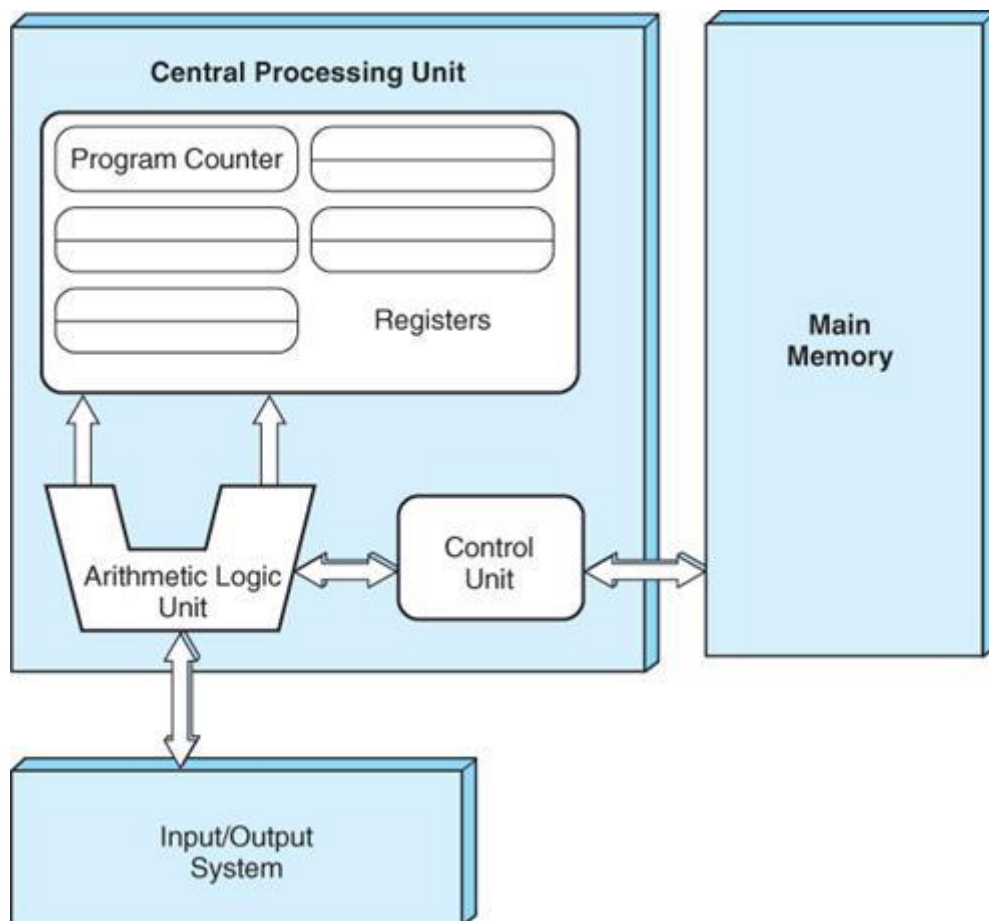 Central Processing Unit
Program Counter
Registers
Main
Memory
Arithmetic Logic
Unit
Control
Unit
Input/Output
System